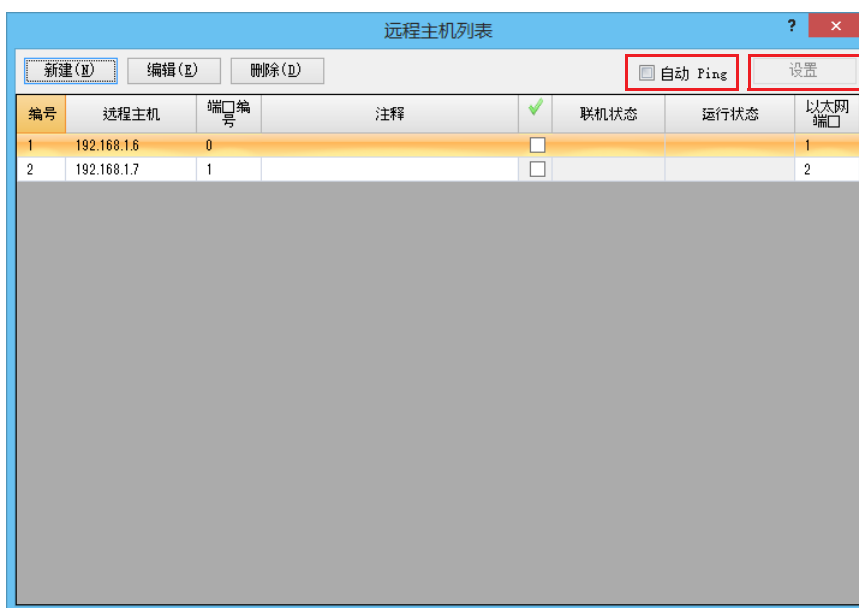 远程主机列表 ?
新建(N) 编辑(E) 删除(D) 自动 Ping 设置
编号 远程主机 端口编号 注释 联机状态 运行状态 以太网端口
1 192.168.1.6 0 1
2 192.168.1.7 1 2